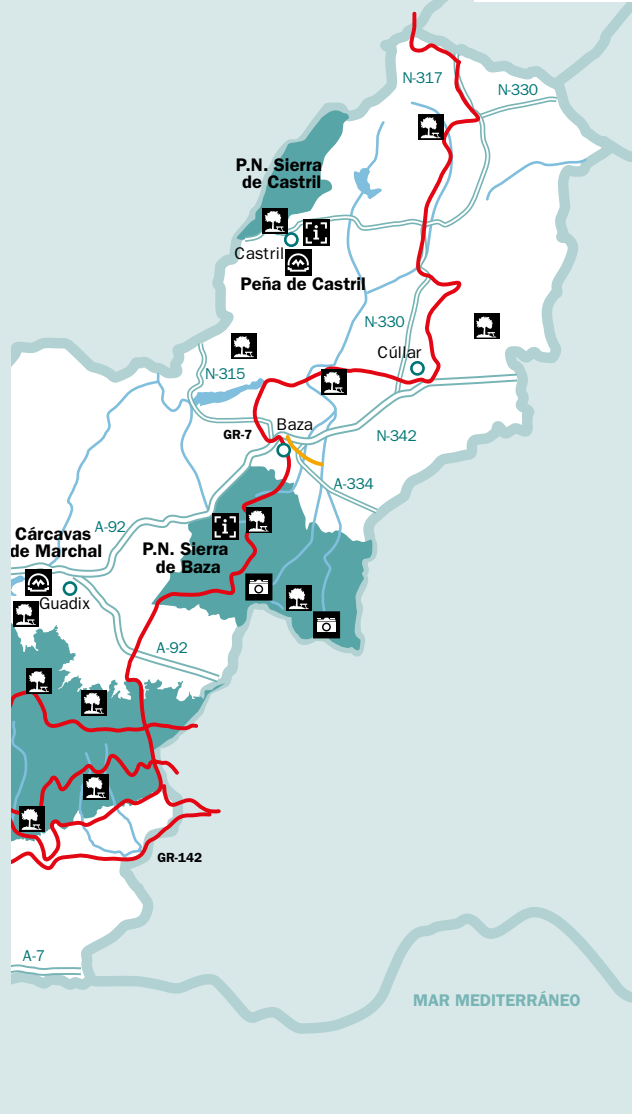 N-317
N-330
P.N. Sierra
de Castril
Castril
Peña de Castril
N-330
Cúllar
N-315
Baza
GR-7
N-342
A-334
Cárcavas
de Marchal
A-92
P.N. Sierra
de Baza
Guadix
A-92
GR-142
A-7
MAR MEDITERRÁNEO